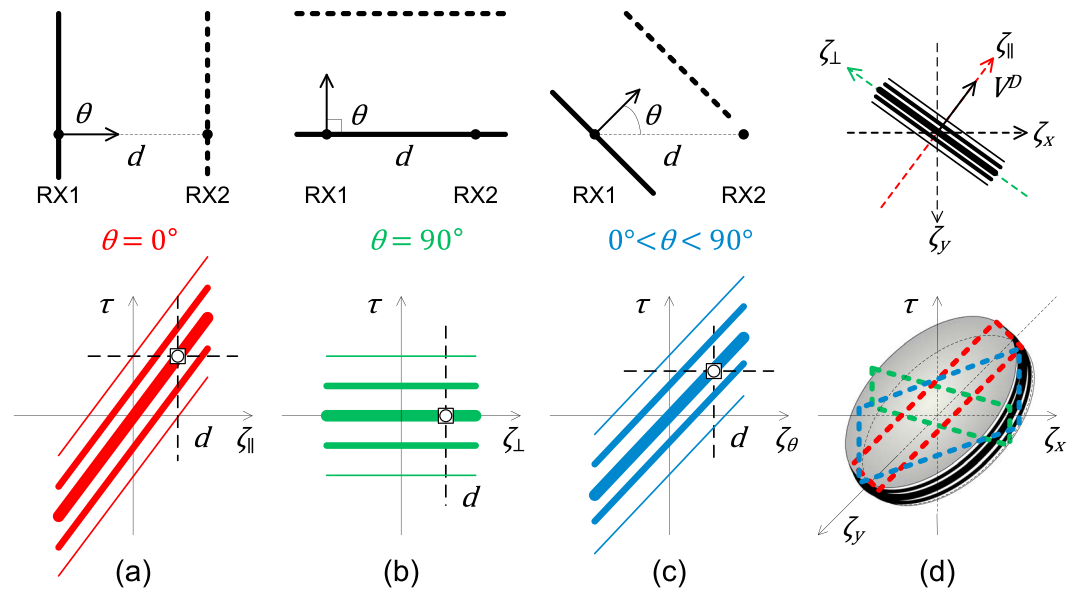 θ
d
RX1 RX2
θ = 0°
τ
d ζ∥
(a)
θ
d
RX1 RX2
θ = 90°
τ
ζ⊥
d
(b)
θ
d
RX1 RX2
0° < θ < 90°
τ
d ζθ
(c)
ζ⊥ ζ∥
V^D
ζx
ζy
τ
ζx
ζy
(d)